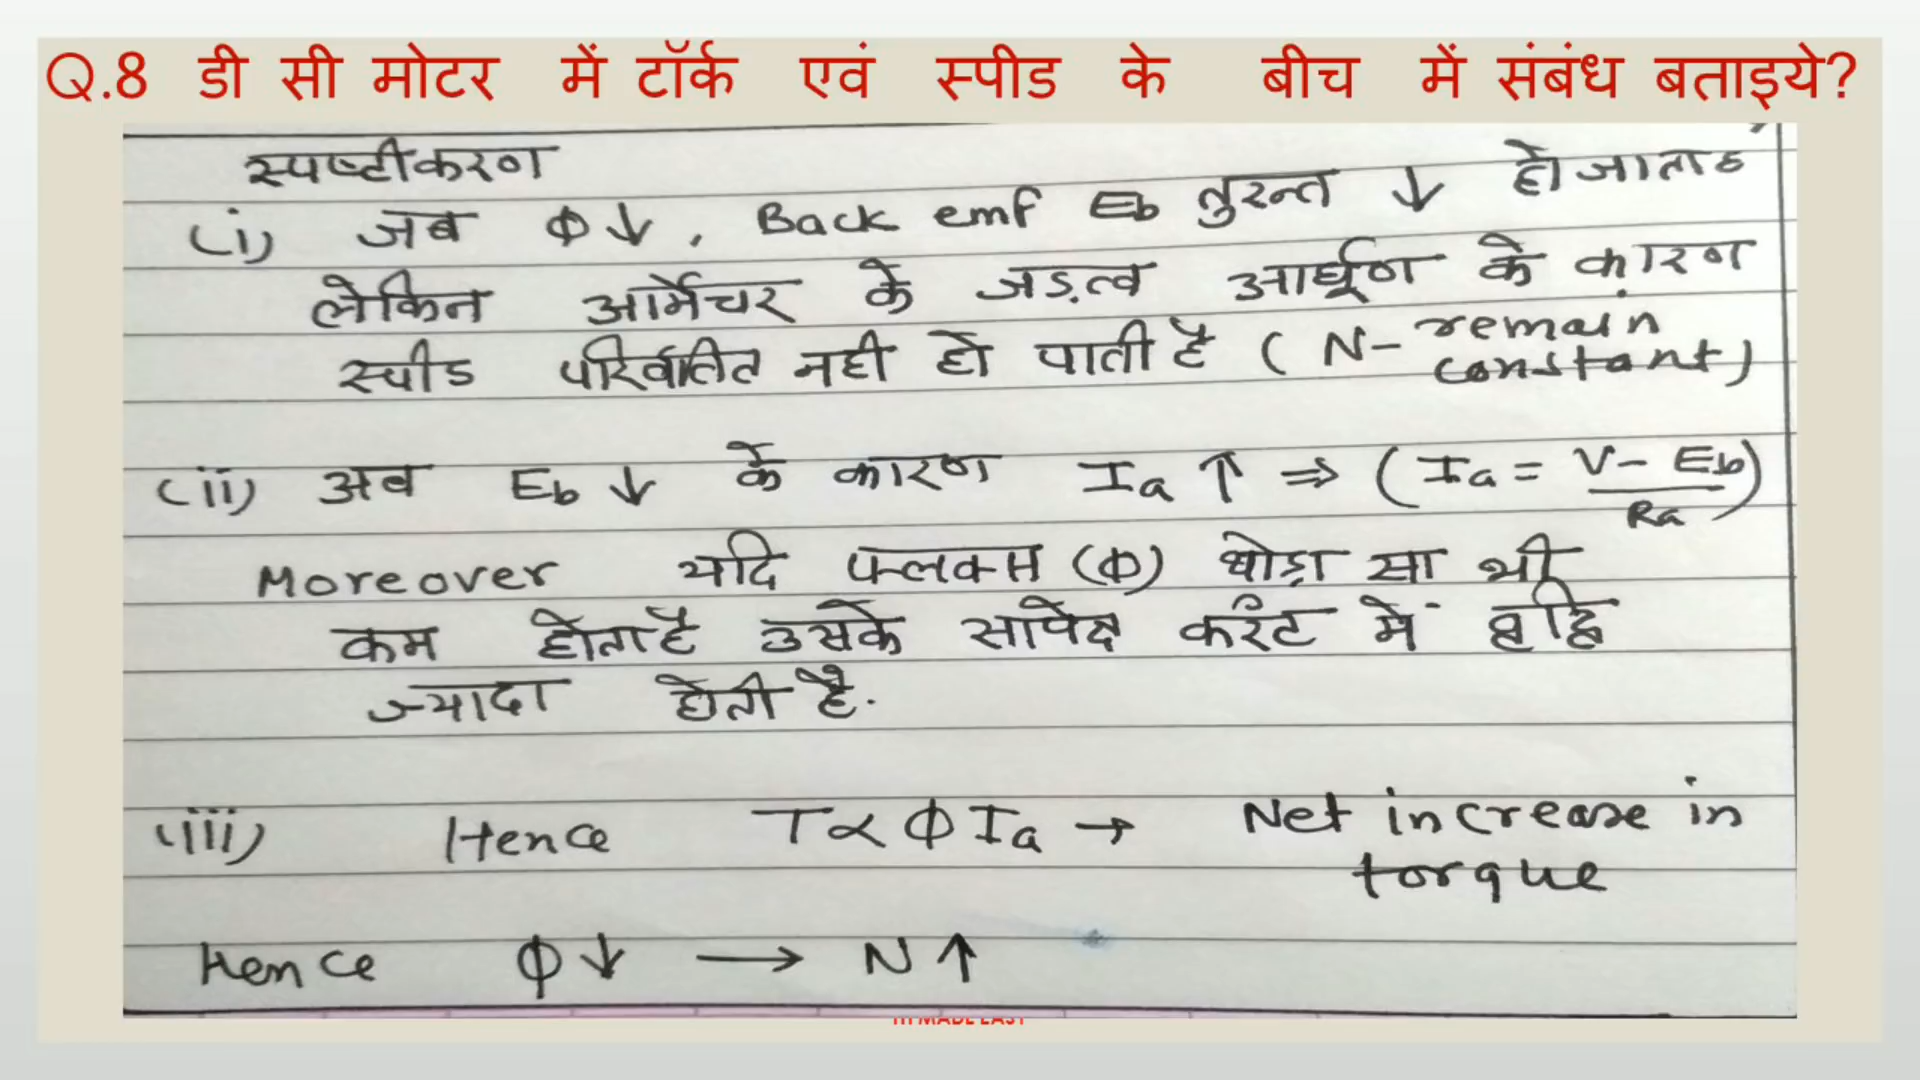 Q.8 डी सी मोटर में टॉर्क एवं स्पीड के बीच में संबंध बताइये?
स्पष्टीकरण
(i) जब Φ↓, Back emf Eb तुरन्त ↓ हो जाता है
लेकिन आर्मेचर के जड़त्व आर्घूण के कारण
स्पीड परिर्वातित नही हो पाती है ( N- remain
constant)
(ii) अब Eb ↓ के कारण Ia ↑ ⇒ (Ia = V- Eb
Ra)
Moreover यदि फ्लक्स (Φ) थोड़ा सा भी
कम होता है उसके सापेक्ष करंट में वृद्धि
ज्यादा होती है.
(iii) Hence T∝ΦIa → Net increase in
torque
Hence Φ↓ → N↑